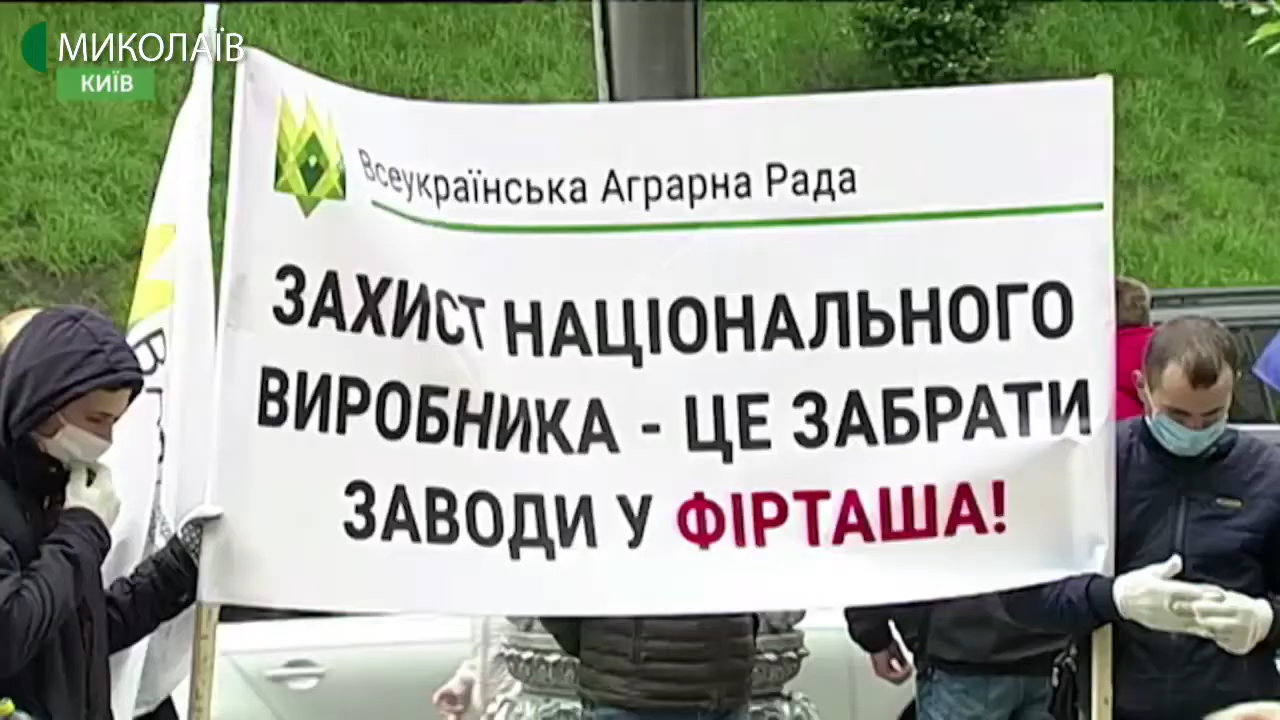 МИКОЛАЇВ
КИЇВ
Всеукраїнська Аграрна Рада
ЗАХИСТ НАЦІОНАЛЬНОГО
ВИРОБНИКА - ЦЕ ЗАБРАТИ
ЗАВОДИ У ФІРТАША!